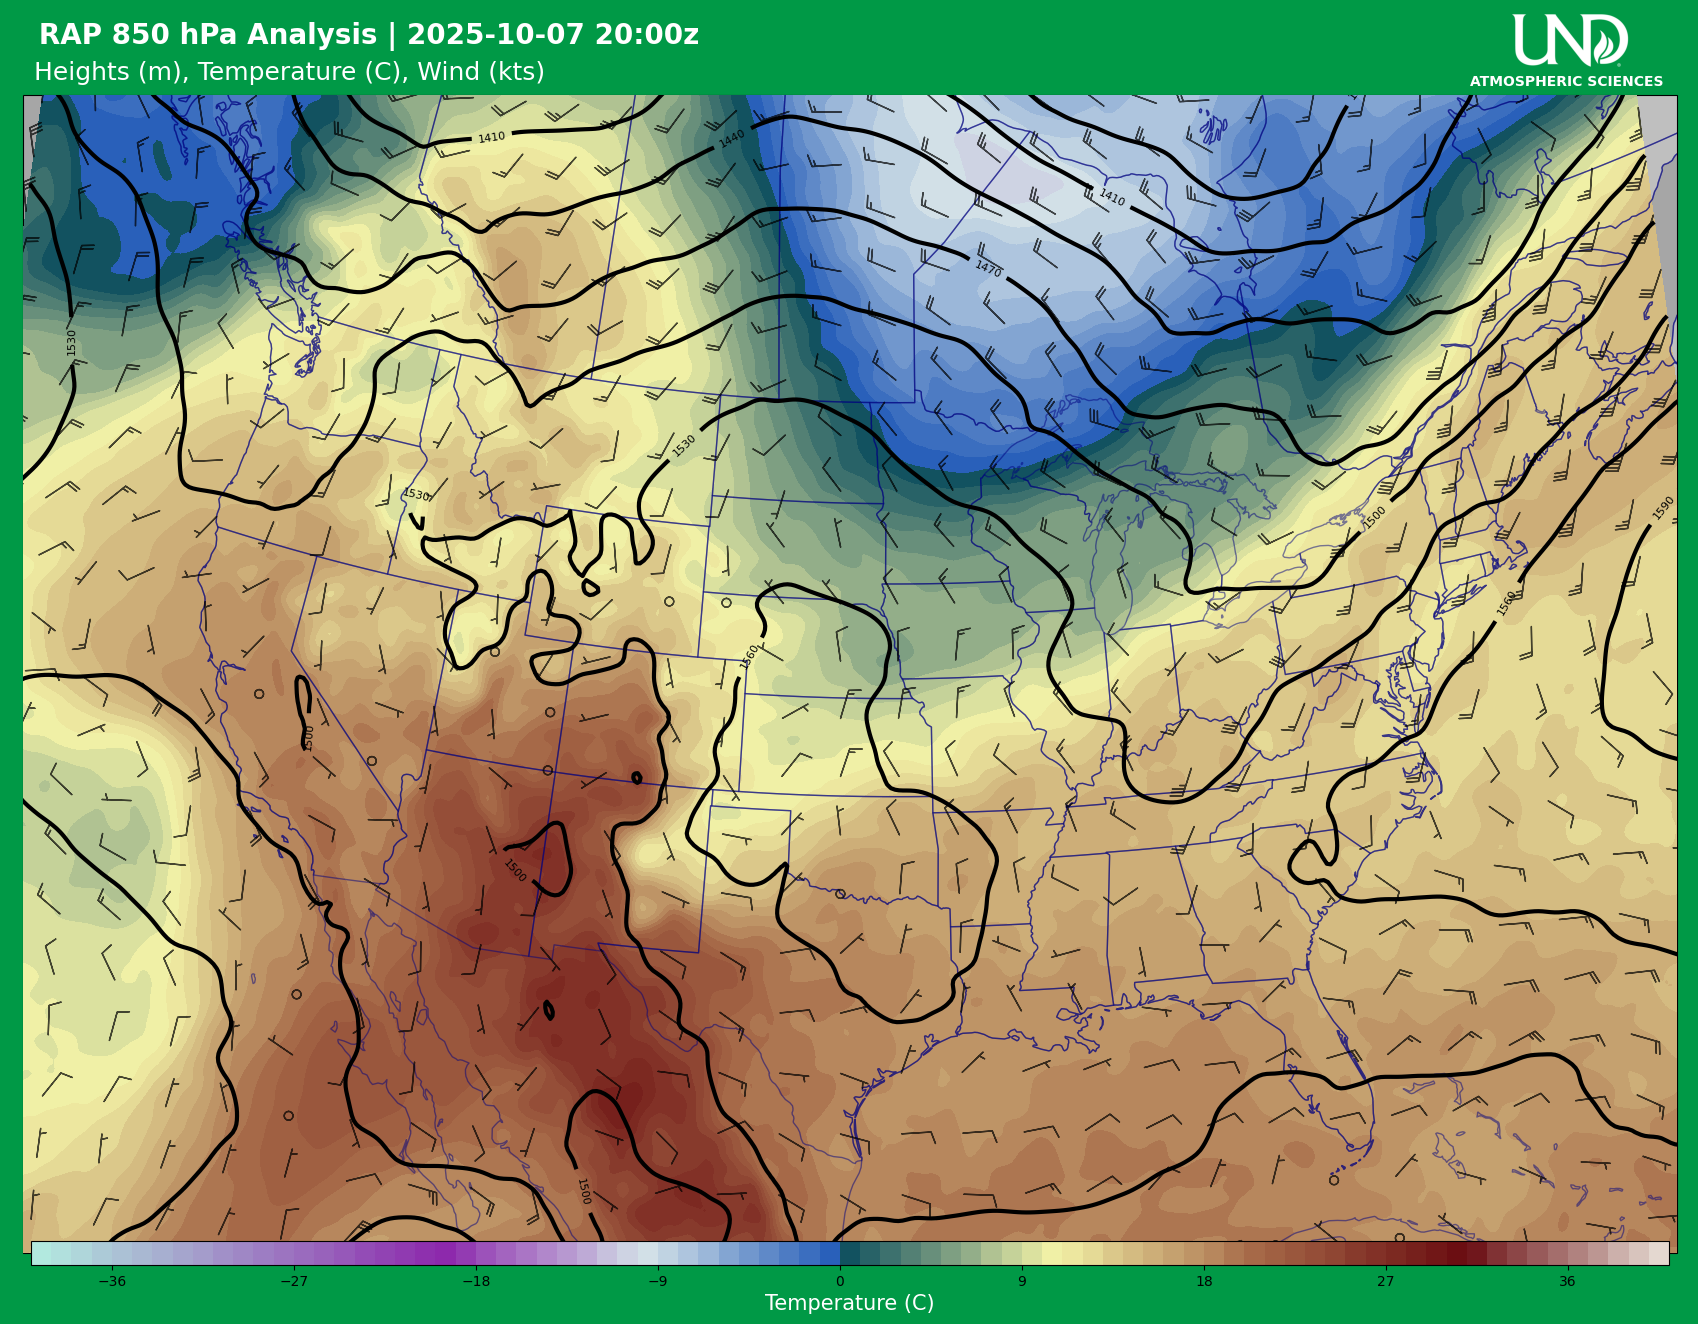 RAP 850 hPa Analysis | 2025-10-07 20:00z
Heights (m), Temperature (C), Wind (kts)
UND
ATMOSPHERIC SCIENCES
1410
1440
1410
1470
1530
1530
1530
1500
1590
1560
1560
1500
1500
1500
−36 −27 −18 −9 0 9 18 27 36
Temperature (C)